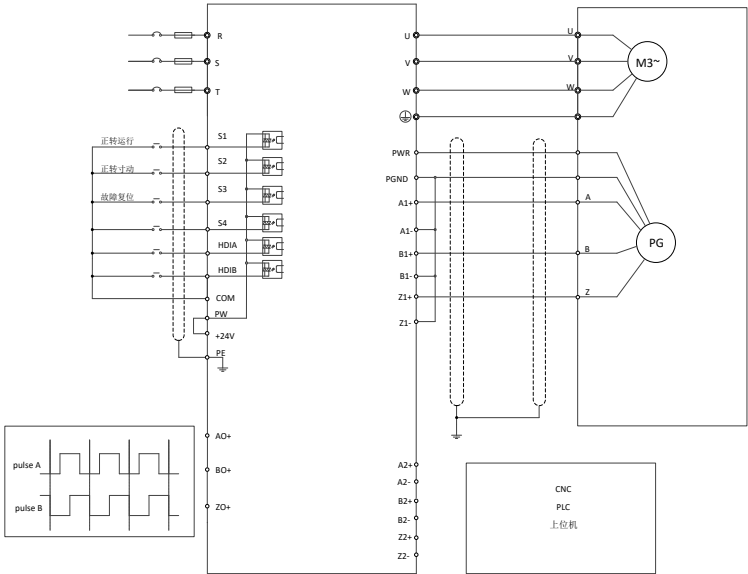 R
S
T
正转运行
正转寸动
故障复位
S1
S2
S3
S4
HDIA
HDIB
COM
PW
+24V
PE
AO+
BO+
ZO+
U
V
W
PWR
PGND
A1+
A1-
B1+
B1-
Z1+
Z1-
A2+
A2-
B2+
B2-
Z2+
Z2-
U
V
W
M3~
A
B
Z
PG
pulse A
pulse B
CNC
PLC
上位机